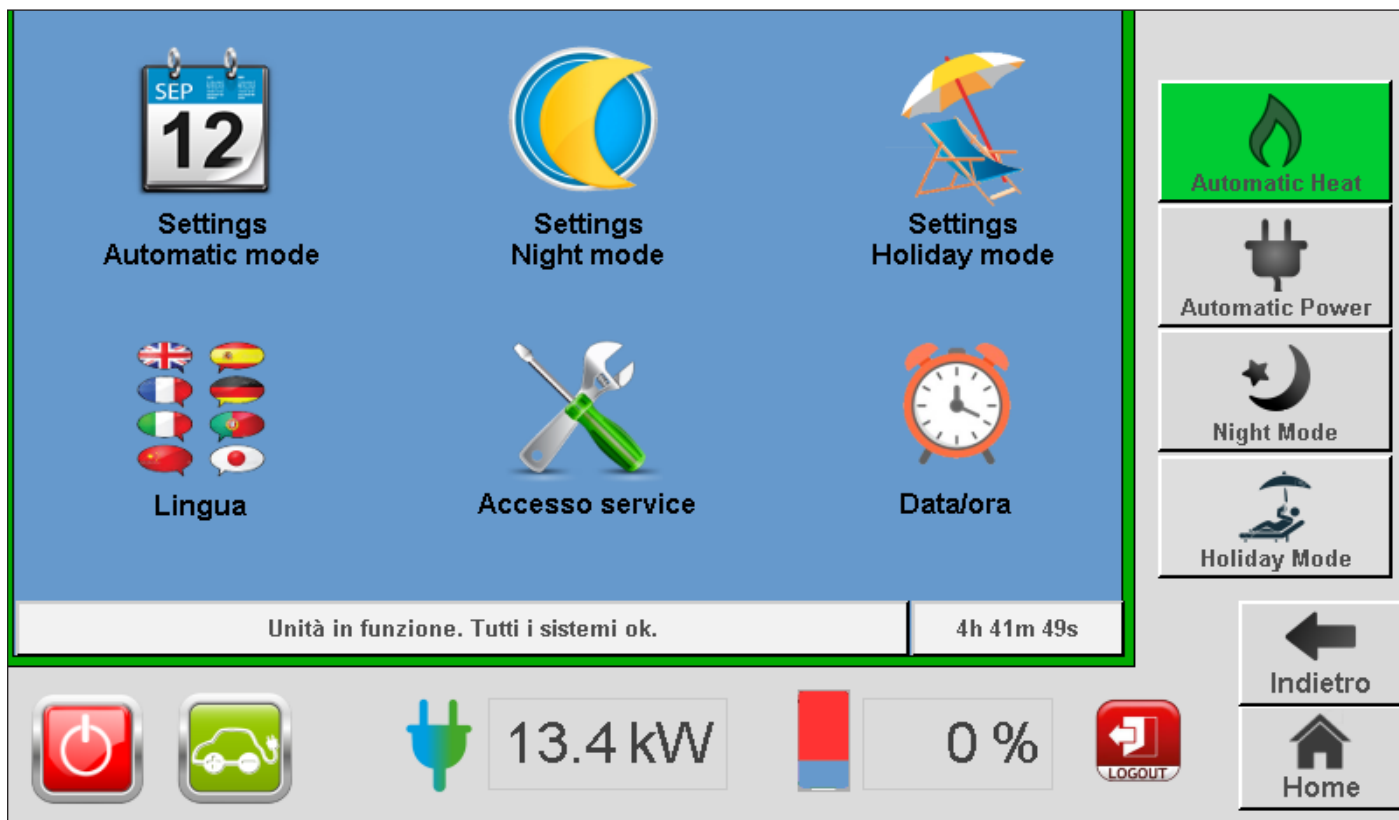 SEP
12
Settings
Automatic mode
Settings
Night mode
Settings
Holiday mode
Lingua
Accesso service
Data/ora
Unità in funzione. Tutti i sistemi ok.
4h 41m 49s
Automatic Heat
Automatic Power
Night Mode
Holiday Mode
Indietro
Home
13.4 kW
0 %
LOGOUT